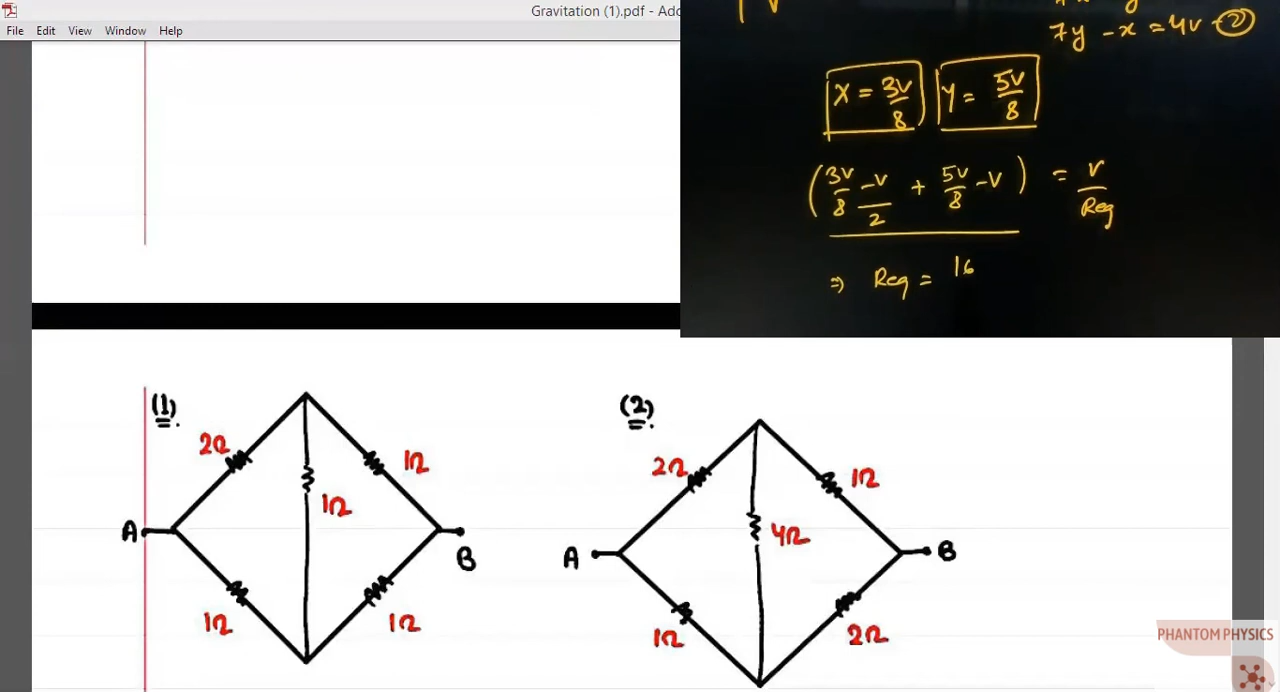 Gravitation (1).pdf - Ado
File Edit View Window Help
7y - x = 4v - ②
x = 3v/8 y = 5v/8
(3v/8 - v/2 + 5v/8 - v) = v/Req
⇒ Req = 16
(1).
2Ω
1Ω
1Ω
A
B
1Ω
1Ω
(2).
2Ω
1Ω
4Ω
A
B
1Ω
2Ω
PHANTOM PHYSICS